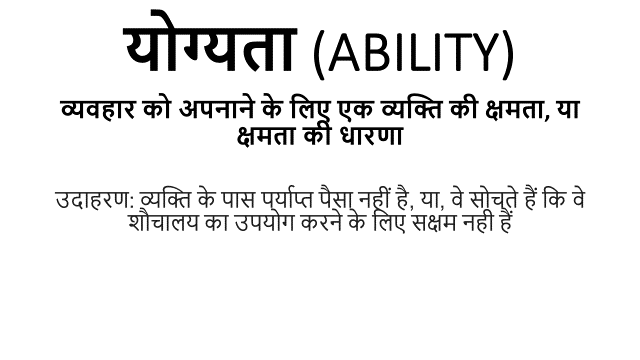 योग्यता (ABILITY)
व्यवहार को अपनाने के लिए एक व्यक्ति की क्षमता, या
क्षमता की धारणा
उदाहरण: व्यक्ति के पास पर्याप्त पैसा नहीं है, या, वे सोचते हैं कि वे
शौचालय का उपयोग करने के लिए सक्षम नही हैं